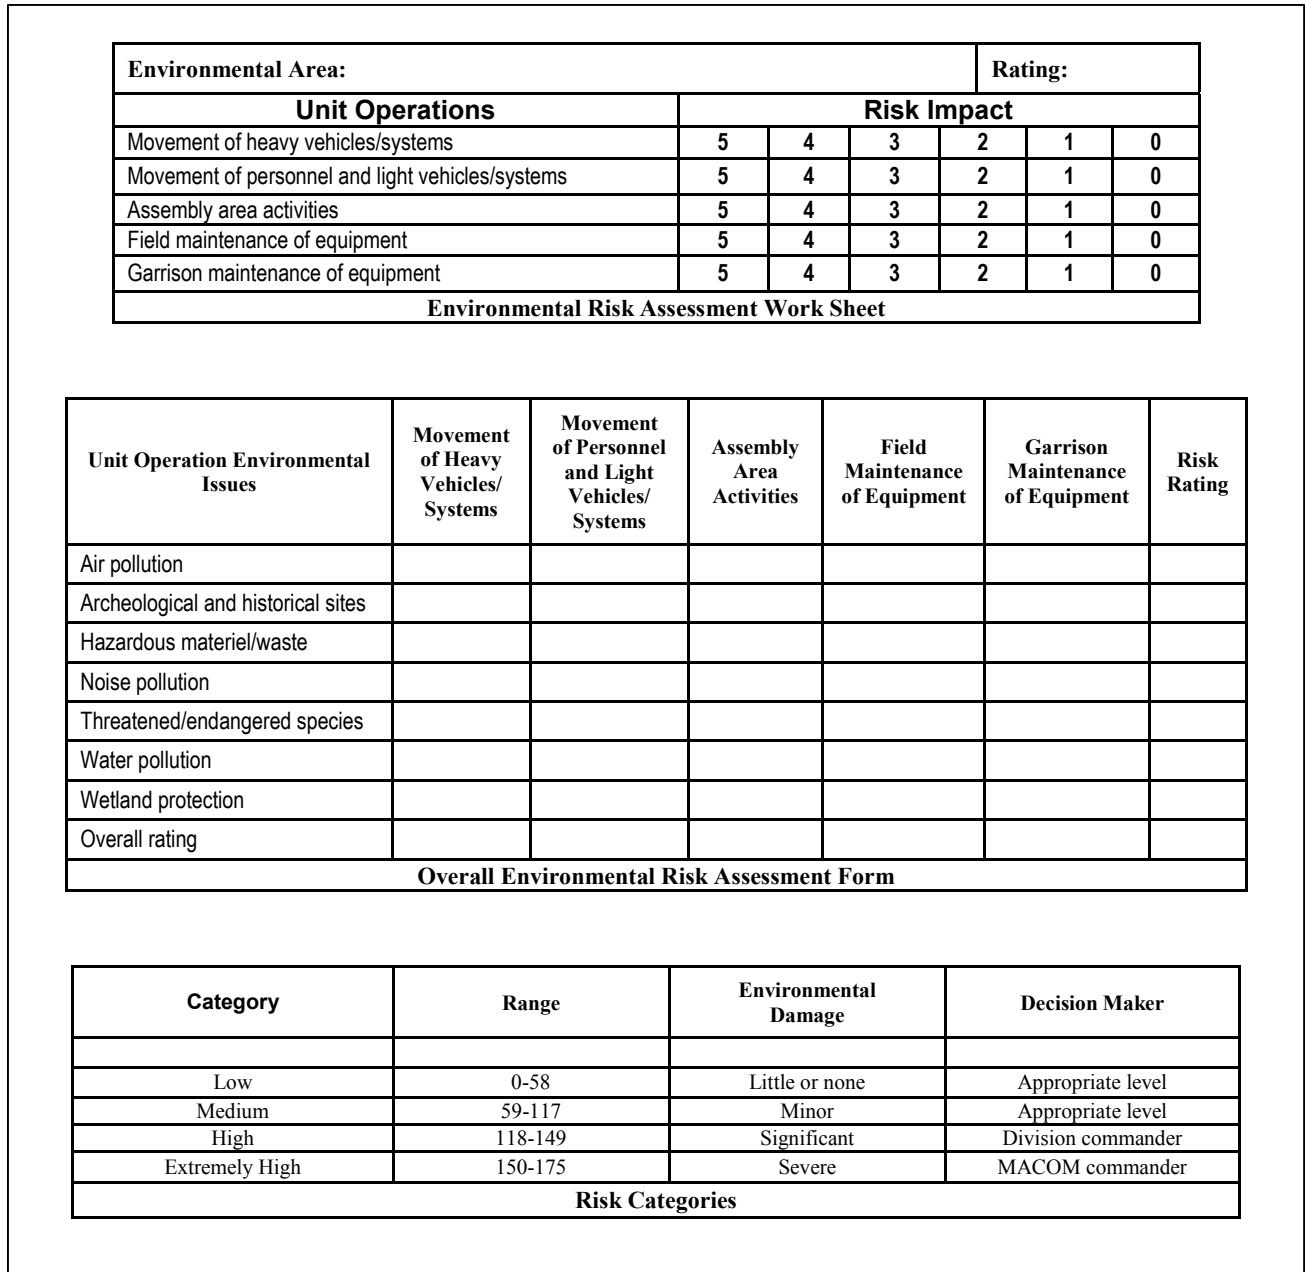 Environmental Area: Rating:
Unit Operations Risk Impact
Movement of heavy vehicles/systems 5 4 3 2 1 0
Movement of personnel and light vehicles/systems 5 4 3 2 1 0
Assembly area activities 5 4 3 2 1 0
Field maintenance of equipment 5 4 3 2 1 0
Garrison maintenance of equipment 5 4 3 2 1 0
Environmental Risk Assessment Work Sheet
Unit Operation Environmental
Issues
Movement
of Heavy
Vehicles/
Systems
Movement
of Personnel
and Light
Vehicles/
Systems
Assembly
Area
Activities
Field
Maintenance
of Equipment
Garrison
Maintenance
of Equipment
Risk
Rating
Air pollution
Archeological and historical sites
Hazardous materiel/waste
Noise pollution
Threatened/endangered species
Water pollution
Wetland protection
Overall rating
Overall Environmental Risk Assessment Form
Category
Range
Environmental
Damage
Decision Maker
Low 0-58 Little or none Appropriate level
Medium 59-117 Minor Appropriate level
High 118-149 Significant Division commander
Extremely High 150-175 Severe MACOM commander
Risk Categories